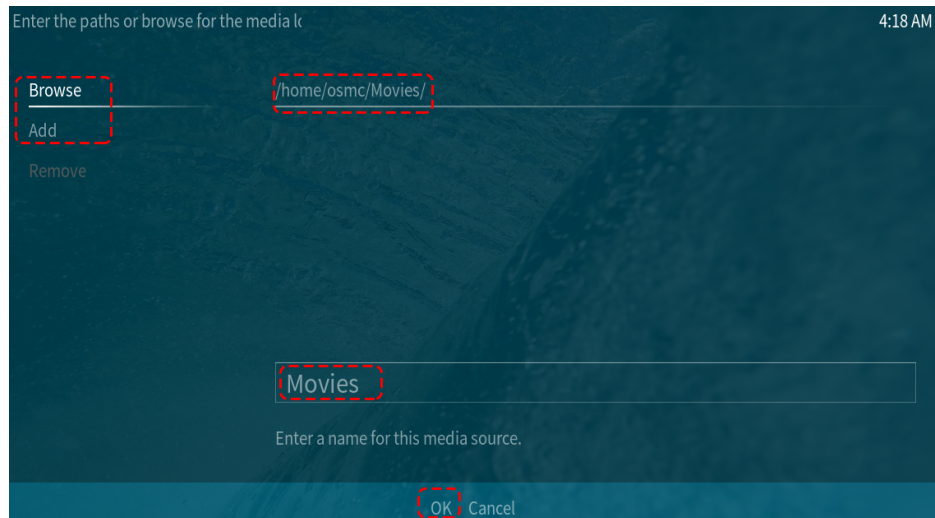 Enter the paths or browse for the media lo
4:18 AM
Browse
/home/osmc/Movies/
Add
Remove
Movies
Enter a name for this media source.
OK Cancel